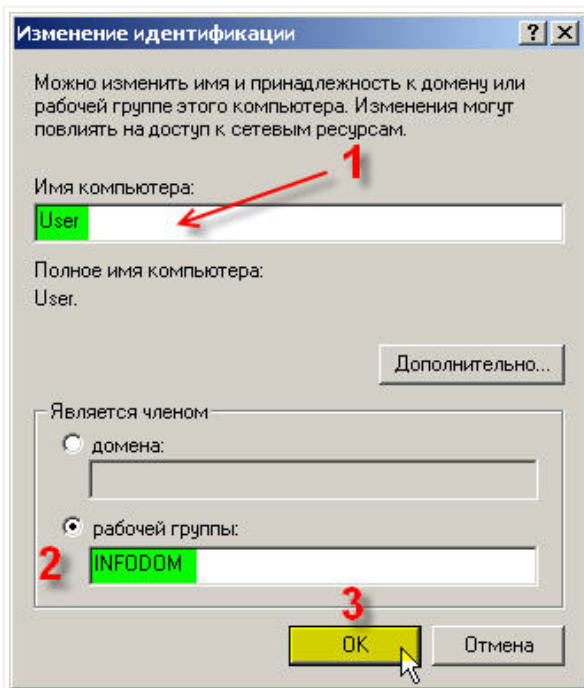 Изменение идентификации
Можно изменить имя и принадлежность к домену или
рабочей группе этого компьютера. Изменения могут
повлиять на доступ к сетевым ресурсам.
1
Имя компьютера:
User
Полное имя компьютера:
User.
Дополнительно...
Является членом
домена:
рабочей группы:
2
INFODOM
3
OK
Отмена